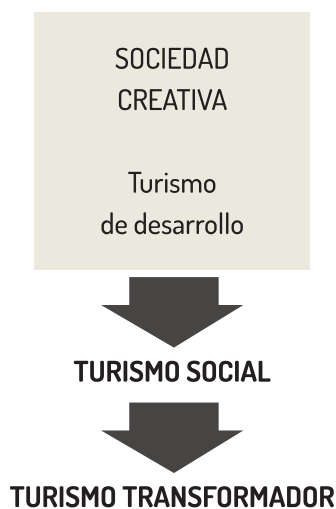 SOCIEDAD
CREATIVA
Turismo
de desarrollo
TURISMO SOCIAL
TURISMO TRANSFORMADOR